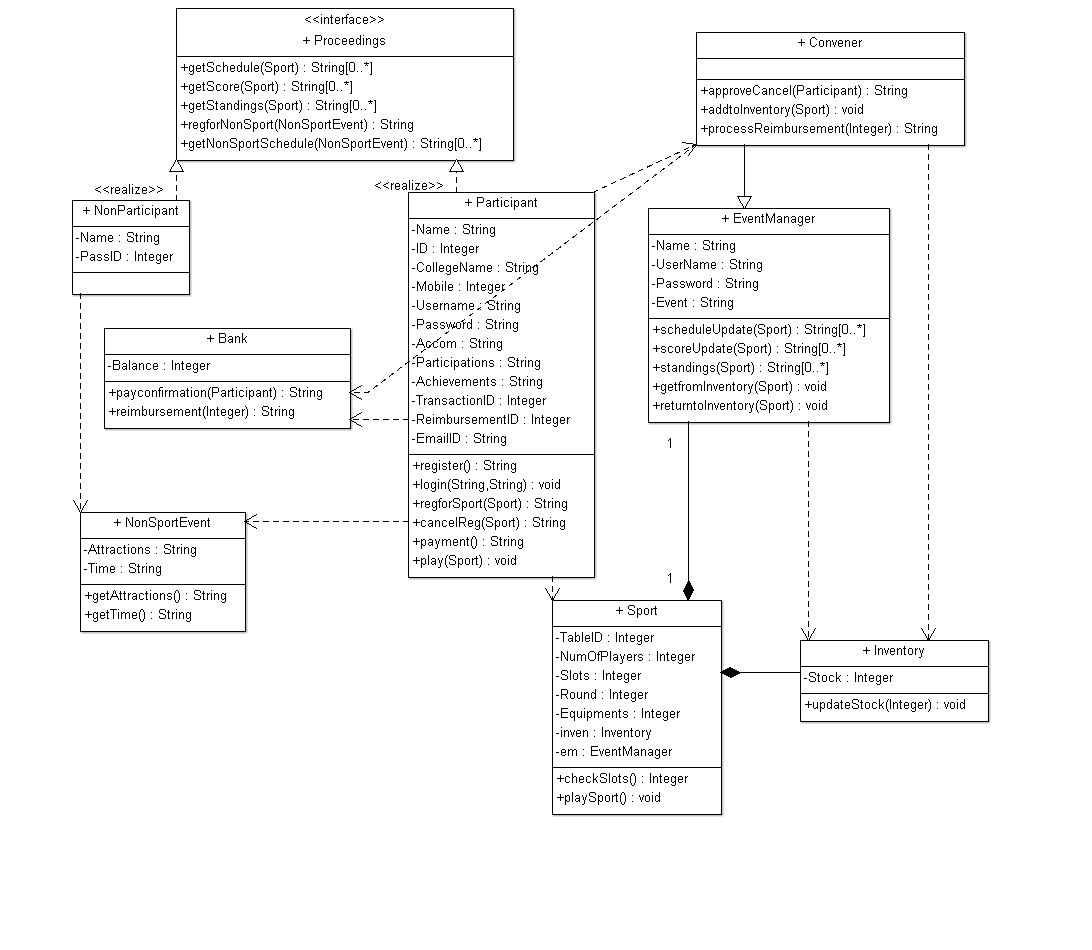 <<interface>>
+ Proceedings
+getSchedule(Sport) : String[0..*]
+getScore(Sport) : String[0..*]
+getStandings(Sport) : String[0..*]
+regforNonSport(NonSportEvent) : String
+getNonSportSchedule(NonSportEvent) : String[0..*]
+ Convener
+approveCancel(Participant) : String
+addtoInventory(Sport) : void
+processReimbursement(Integer) : String
<<realize>>
<<realize>>
+ NonParticipant
-Name : String
-PassID : Integer
+ Participant
-Name : String
-ID : Integer
-CollegeName : String
-Mobile : Integer
-Username : String
-Password : String
-Accom : String
-Participations : String
-Achievements : String
-TransactionID : Integer
-ReimbursementID : Integer
-EmailID : String
+register() : String
+login(String,String) : void
+regforSport(Sport) : String
+cancelReg(Sport) : String
+payment() : String
+play(Sport) : void
+ EventManager
-Name : String
-UserName : String
-Password : String
-Event : String
+scheduleUpdate(Sport) : String[0..*]
+scoreUpdate(Sport) : String[0..*]
+standings(Sport) : String[0..*]
+getfromInventory(Sport) : void
+returntoInventory(Sport) : void
+ Bank
-Balance : Integer
+payconfirmation(Participant) : String
+reimbursement(Integer) : String
1
1
+ NonSportEvent
-Attractions : String
-Time : String
+getAttractions() : String
+getTime() : String
+ Sport
-TableID : Integer
-NumOfPlayers : Integer
-Slots : Integer
-Round : Integer
-Equipments : Integer
-inven : Inventory
-em : EventManager
+checkSlots() : Integer
+playSport() : void
+ Inventory
-Stock : Integer
+updateStock(Integer) : void